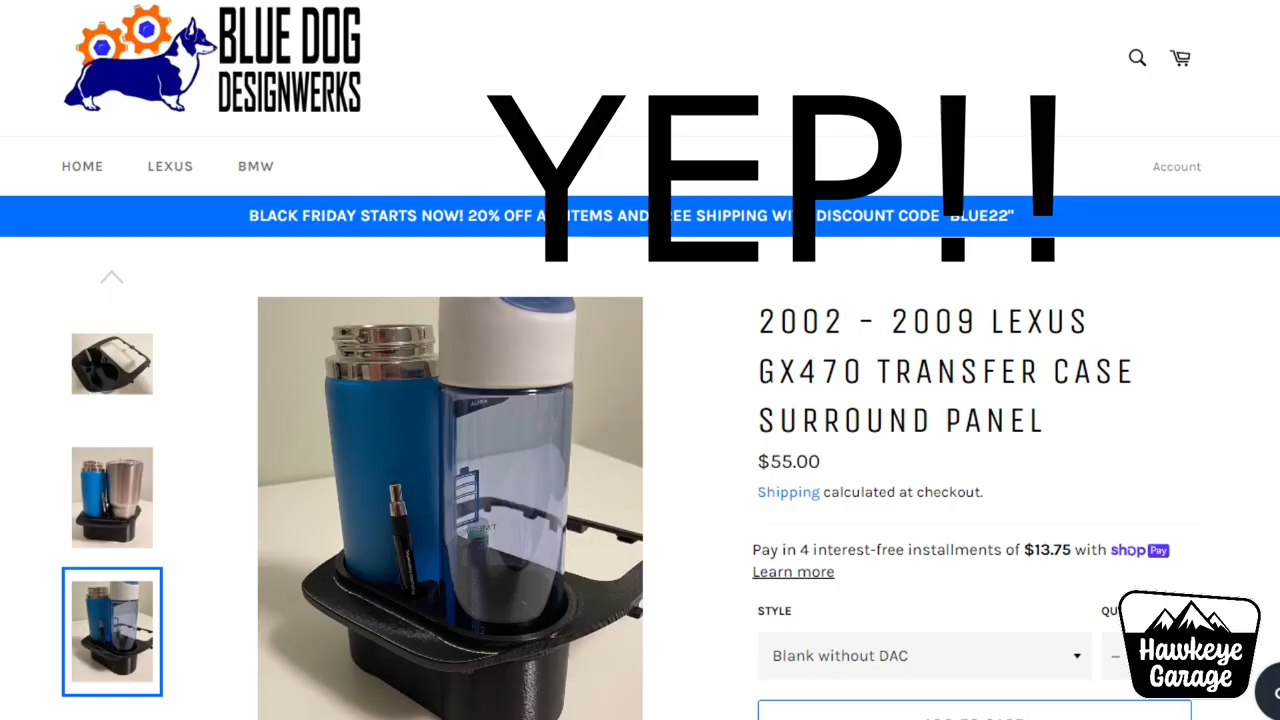 BLUE DOG
DESIGNWERKS
YEP!!
HOME LEXUS BMW
Account
BLACK FRIDAY STARTS NOW! 20% OFF ITEMS AND SHIPPING DISCOUNT CODE "BLUE22"
2002 - 2009 LEXUS
GX470 TRANSFER CASE
SURROUND PANEL
$55.00
Shipping calculated at checkout.
Pay in 4 interest-free installments of $13.75 with shop Pay
Learn more
STYLE
Blank without DAC
AURA
Hawkeye
Garage